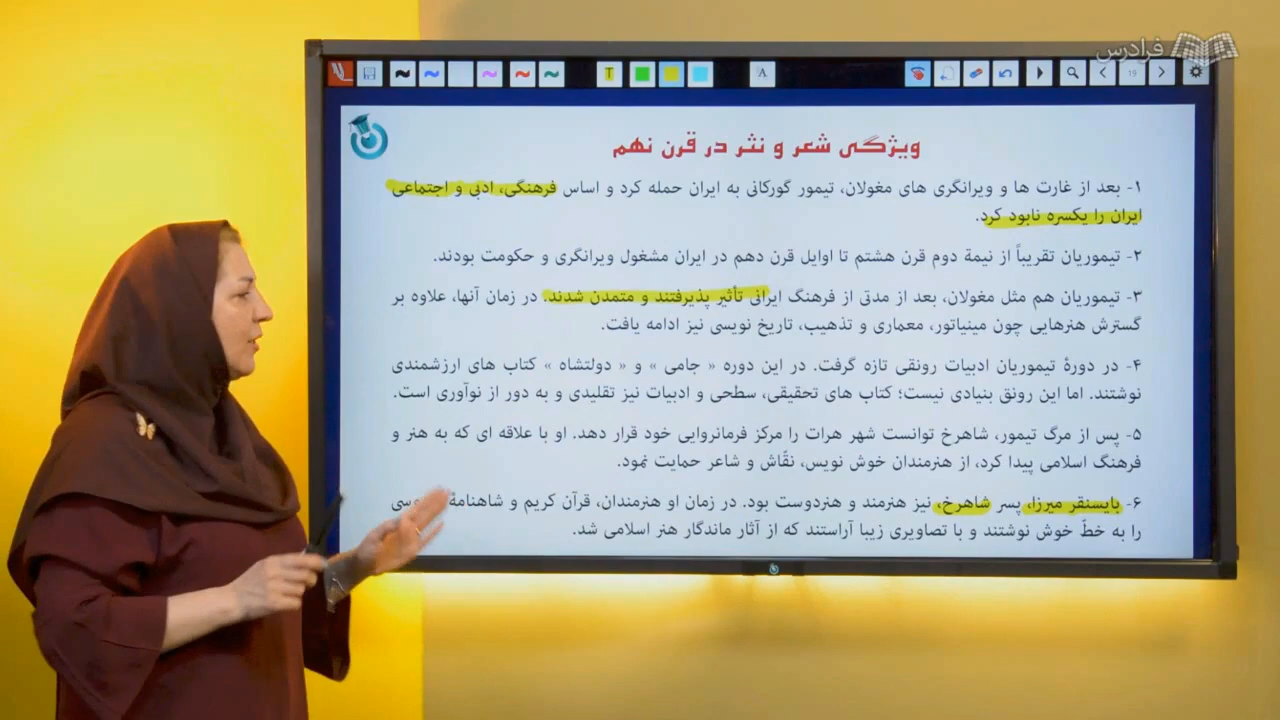 فرادرس
19
T
A
ویژگی شعر و نثر در قرن نهم
۱- بعد از غارت ها و ویرانگری های مغولان، تیمور گورکانی به ایران حمله کرد و اساس فرهنگی، ادبی و اجتماعی
ایران را یکسره نابود کرد.
۲- تیموریان تقریباً از نیمة دوم قرن هشتم تا اوایل قرن دهم در ایران مشغول ویرانگری و حکومت بودند.
۳- تیموریان هم مثل مغولان، بعد از مدتی از فرهنگ ایرانی تأثیر پذیرفتند و متمدن شدند. در زمان آنها، علاوه بر
گسترش هنرهایی چون مینیاتور، معماری و تذهیب، تاریخ نویسی نیز ادامه یافت.
۴- در دورۀ تیموریان ادبیات رونقی تازه گرفت. در این دوره « جامی » و « دولتشاه » کتاب های ارزشمندی
نوشتند. اما این رونق بنیادی نیست؛ کتاب های تحقیقی، سطحی و ادبیات نیز تقلیدی و به دور از نوآوری است.
۵- پس از مرگ تیمور، شاهرخ توانست شهر هرات را مرکز فرمانروایی خود قرار دهد. او با علاقه ای که به هنر و
فرهنگ اسلامی پیدا کرد، از هنرمندان خوش نویس، نقّاش و شاعر حمایت نمود.
۶- بایسنقر میرزا، پسر شاهرخ، نیز هنرمند و هنردوست بود. در زمان او هنرمندان، قرآن کریم و شاهنامۀ
را به خطّ خوش نوشتند و با تصاویری زیبا آراستند که از آثار ماندگار هنر اسلامی شد.